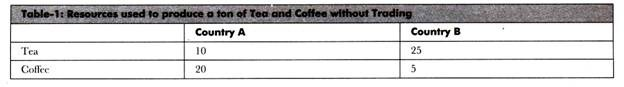 Table-1: Resources used to produce a ton of Tea and Coffee without Trading
Country A Country B
Tea 10 25
Coffee 20 5